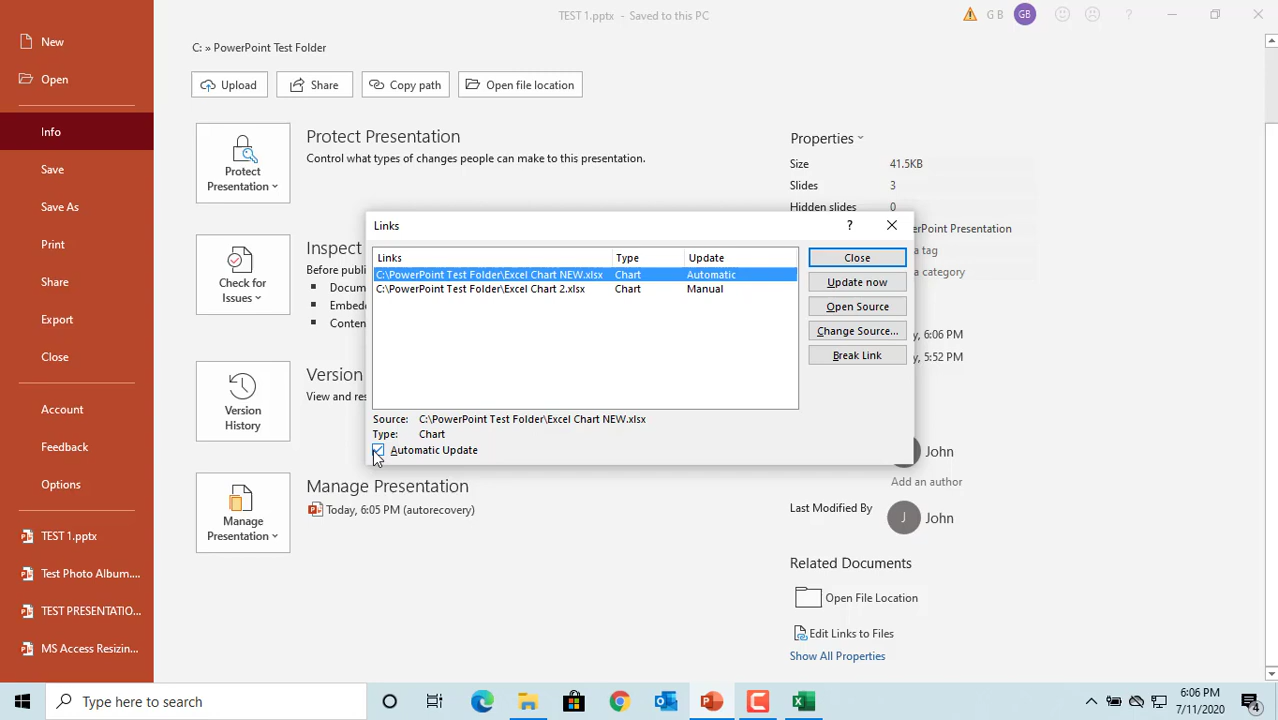 TEST 1.pptx - Saved to this PC
G B
GB
?
New
Open
Info
Save
Save As
Print
Share
Export
Close
Account
Feedback
Options
TEST 1.pptx
Test Photo Album....
TEST PRESENTATIO...
MS Access Resizin...
C: » PowerPoint Test Folder
Upload
Share
Copy path
Open file location
Protect Presentation
Protect Presentation
Control what types of changes people can make to this presentation.
Check for Issues
Inspect
Before publi
Docum
Embed
Conten
Version History
Version
View and res
Manage Presentation
Manage Presentation
Today, 6:05 PM (autorecovery)
Properties
Size 41.5KB
Slides 3
Hidden slides 0
erPoint Presentation
a tag
a category
y, 6:06 PM
y, 5:52 PM
John
Add an author
Last Modified By
J John
Related Documents
Open File Location
Edit Links to Files
Show All Properties
Links
?
Links Type Update
C:\PowerPoint Test Folder\Excel Chart NEW.xlsx Chart Automatic
C:\PowerPoint Test Folder\Excel Chart 2.xlsx Chart Manual
Close
Update now
Open Source
Change Source...
Break Link
Source: C:\PowerPoint Test Folder\Excel Chart NEW.xlsx
Type: Chart
Automatic Update
Type here to search
6:06 PM
7/11/2020
4